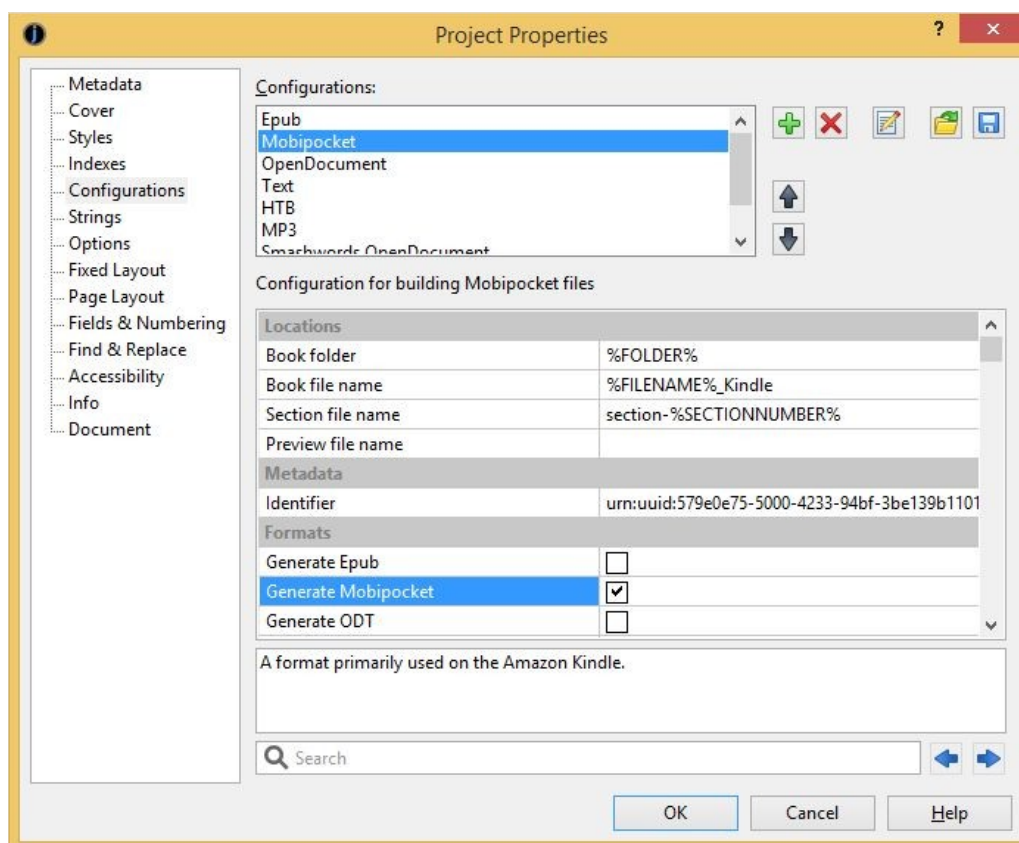 Project Properties
?
Metadata
Cover
Styles
Indexes
Configurations
Strings
Options
Fixed Layout
Page Layout
Fields & Numbering
Find & Replace
Accessibility
Info
Document
Configurations:
Epub
Mobipocket
OpenDocument
Text
HTB
MP3
Smashwords OpenDocument
Configuration for building Mobipocket files
Locations
Book folder %FOLDER%
Book file name %FILENAME%_Kindle
Section file name section-%SECTIONNUMBER%
Preview file name
Metadata
Identifier urn:uuid:579e0e75-5000-4233-94bf-3be139b1101
Formats
Generate Epub
Generate Mobipocket
Generate ODT
A format primarily used on the Amazon Kindle.
Search
OK Cancel Help